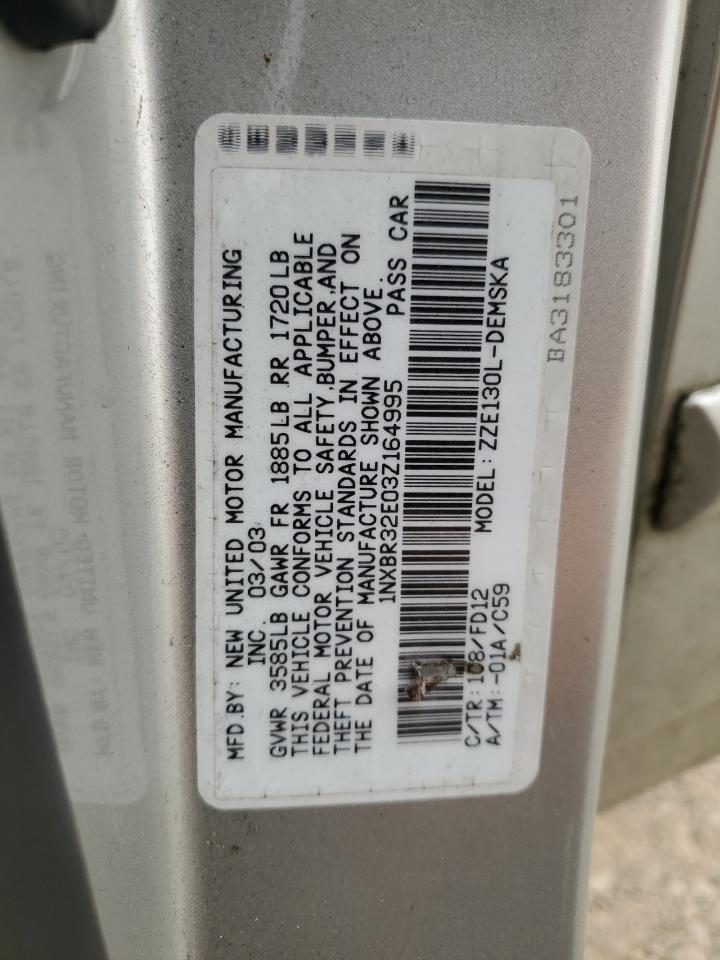 MFD.BY: NEW UNITED MOTOR MANUFACTURING
INC. 03/03
GVWR 3585LB GAWR FR 1885LB RR 1720LB
THIS VEHICLE CONFORMS TO ALL APPLICABLE
FEDERAL MOTOR VEHICLE SAFETY,BUMPER,AND
THEFT PREVENTION STANDARDS IN EFFECT ON
THE DATE OF MANUFACTURE SHOWN ABOVE.
1NXBR32E03Z164995 PASS CAR
C/TR:1C8/FD12 MODEL: ZZE130L-DEMSKA
A/TM:-01A/C59
BA3183301